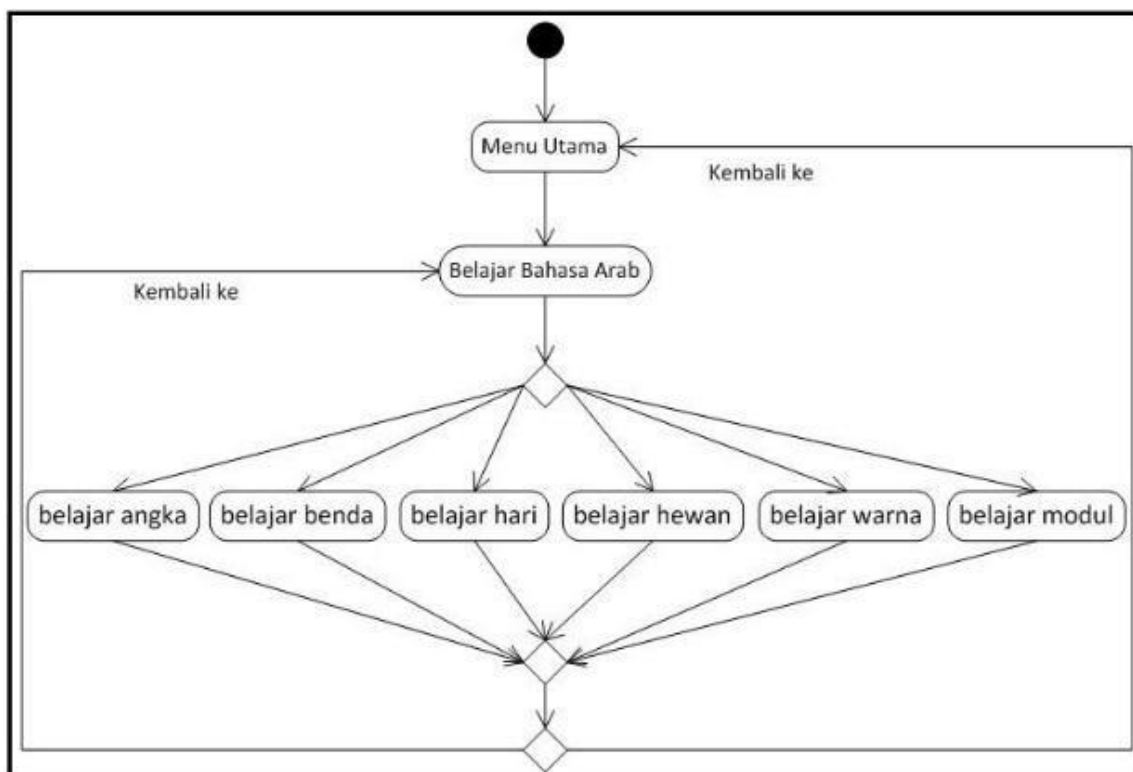 Menu Utama
Kembali ke
Belajar Bahasa Arab
Kembali ke
belajar angka
belajar benda
belajar hari
belajar hewan
belajar warna
belajar modul